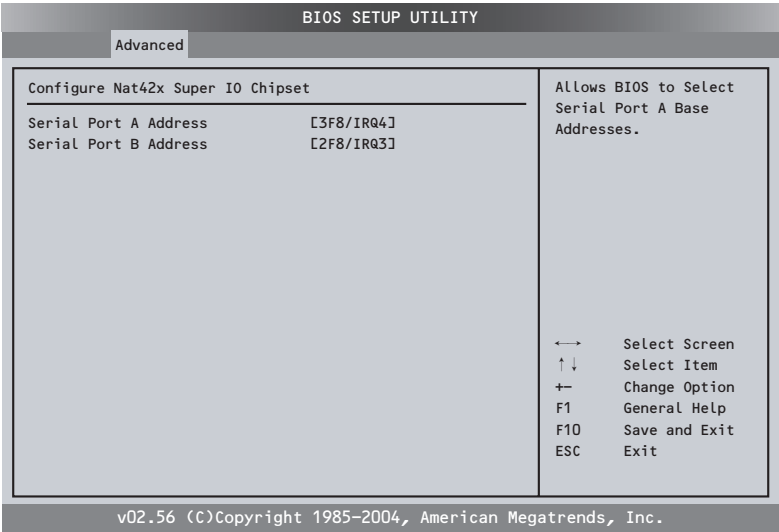 BIOS SETUP UTILITY
Advanced
Configure Nat42x Super IO Chipset
Serial Port A Address [3F8/IRQ4]
Serial Port B Address [2F8/IRQ3]
Allows BIOS to Select
Serial Port A Base
Addresses.
←→ Select Screen
↑↓ Select Item
+- Change Option
F1 General Help
F10 Save and Exit
ESC Exit
v02.56 (C)Copyright 1985-2004, American Megatrends, Inc.